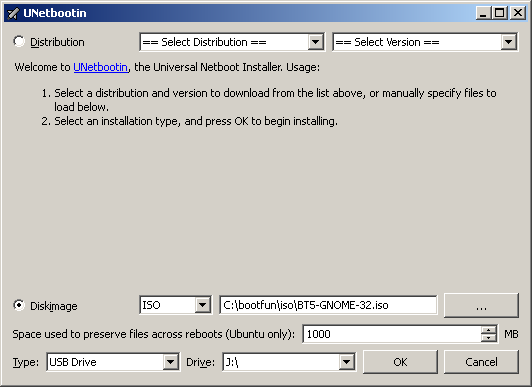 UNetbootin
Distribution == Select Distribution == == Select Version ==
Welcome to UNetbootin, the Universal Netboot Installer. Usage:
1. Select a distribution and version to download from the list above, or manually specify files to
load below.
2. Select an installation type, and press OK to begin installing.
Diskimage ISO C:\bootfun\iso\BT5-GNOME-32.iso ...
Space used to preserve files across reboots (Ubuntu only): 1000 MB
Type: USB Drive Drive: J:\ OK Cancel